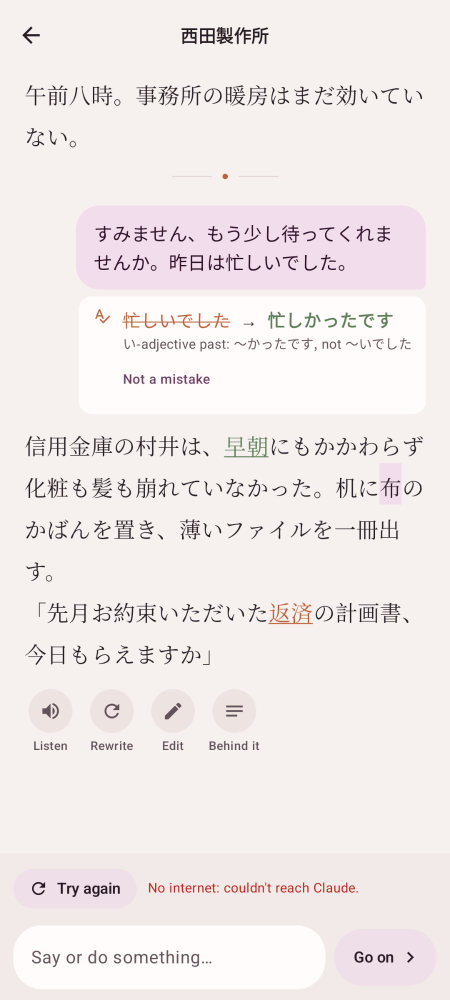 西田製作所
午前八時。事務所の暖房はまだ効いてい
ない。
すみません、もう少し待ってくれま
せんか。昨日は忙しいでした。
忙しいでした → 忙しかったです
い-adjective past: 〜かったです, not 〜いでした
Not a mistake
信用金庫の村井は、早朝にもかかわらず
化粧も髪も崩れていなかった。机に布の
かばんを置き、薄いファイルを一冊出
す。
「先月お約束いただいた返済の計画書、
今日もらえますか」
Listen Rewrite Edit Behind it
Try again No internet: couldn't reach Claude.
Say or do something… Go on